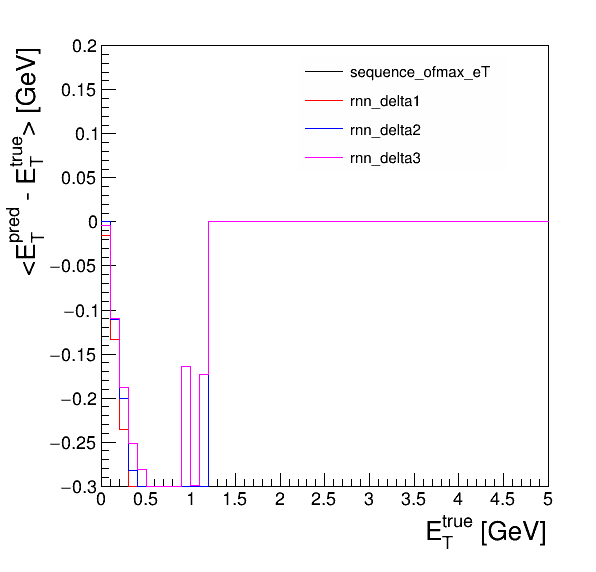 <E_T^pred - E_T^true> [GeV]
0.2
0.15
0.1
0.05
0
−0.05
−0.1
−0.15
−0.2
−0.25
−0.3
sequence_ofmax_eT
rnn_delta1
rnn_delta2
rnn_delta3
0 0.5 1 1.5 2 2.5 3 3.5 4 4.5 5
E_T^true [GeV]